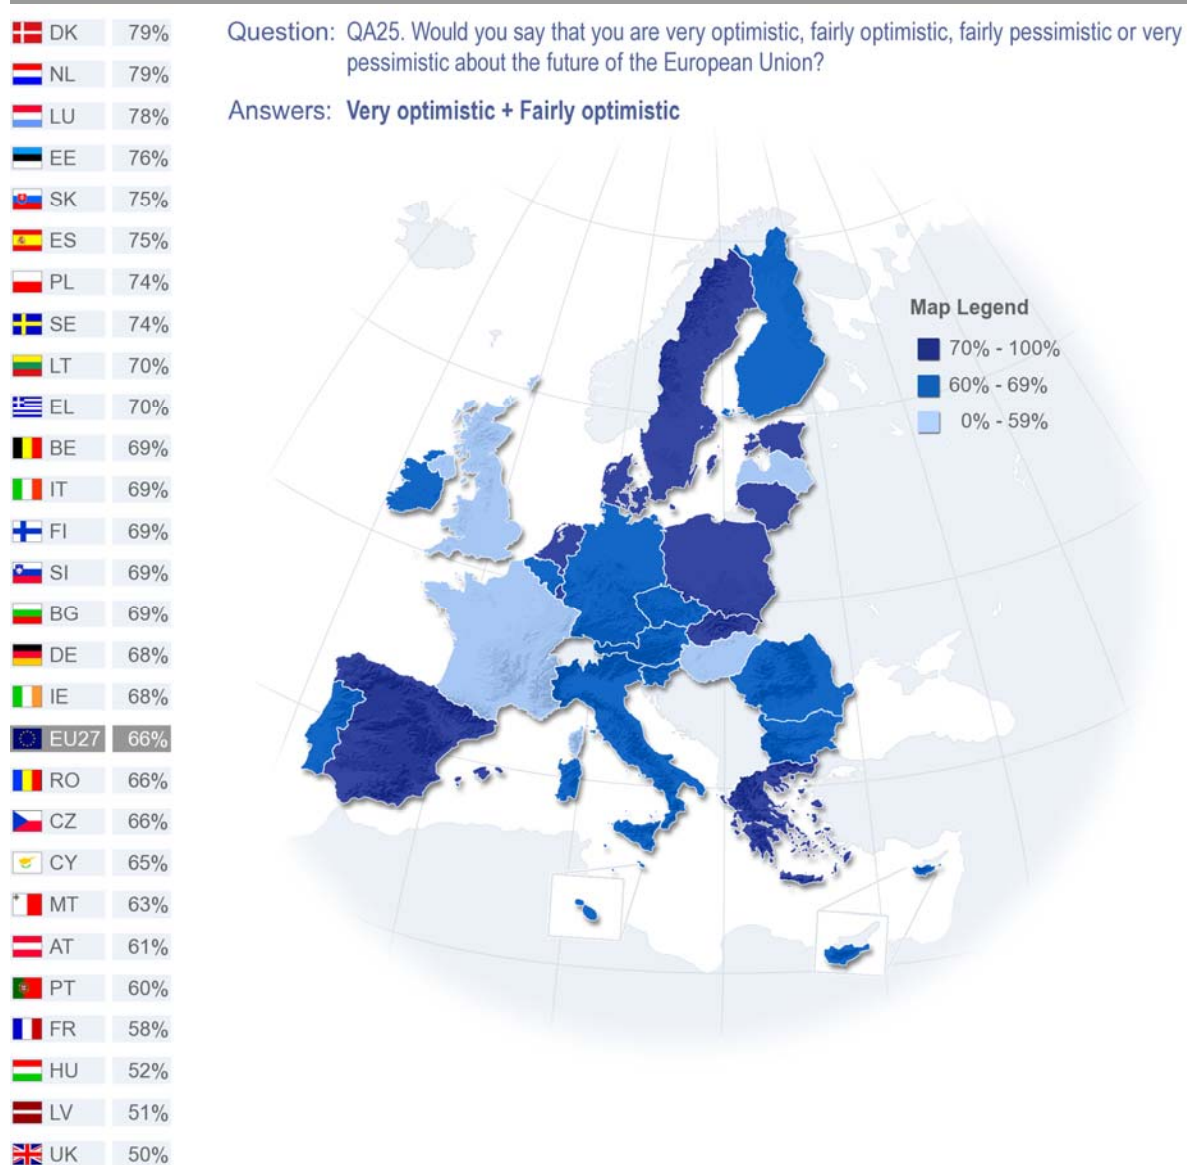 Question: QA25. Would you say that you are very optimistic, fairly optimistic, fairly pessimistic or very
pessimistic about the future of the European Union?
Answers: Very optimistic + Fairly optimistic
DK 79%
NL 79%
LU 78%
EE 76%
SK 75%
ES 75%
PL 74%
SE 74%
LT 70%
EL 70%
BE 69%
IT 69%
FI 69%
SI 69%
BG 69%
DE 68%
IE 68%
EU27 66%
RO 66%
CZ 66%
CY 65%
MT 63%
AT 61%
PT 60%
FR 58%
HU 52%
LV 51%
UK 50%
Map Legend
70% - 100%
60% - 69%
0% - 59%